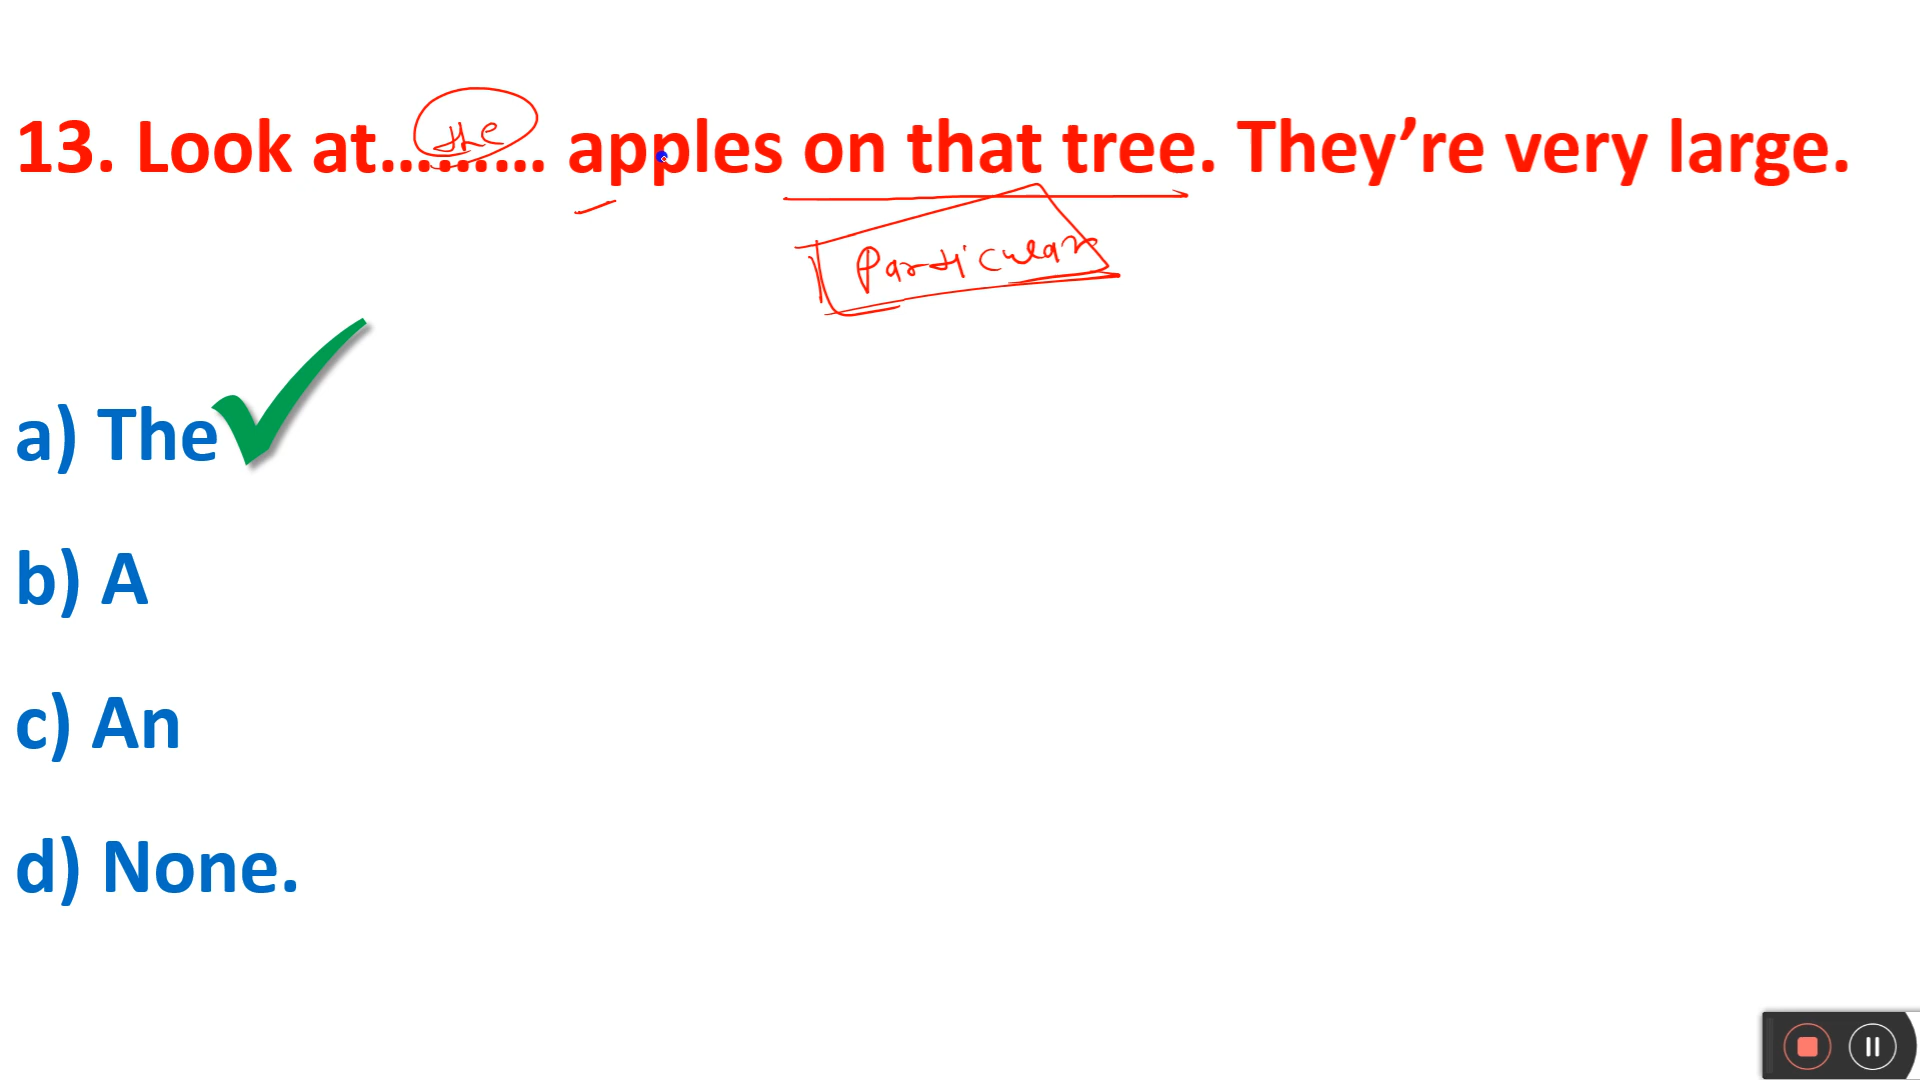 13. Look at......... the apples on that tree. They’re very large.
Particular
a) The
b) A
c) An
d) None.